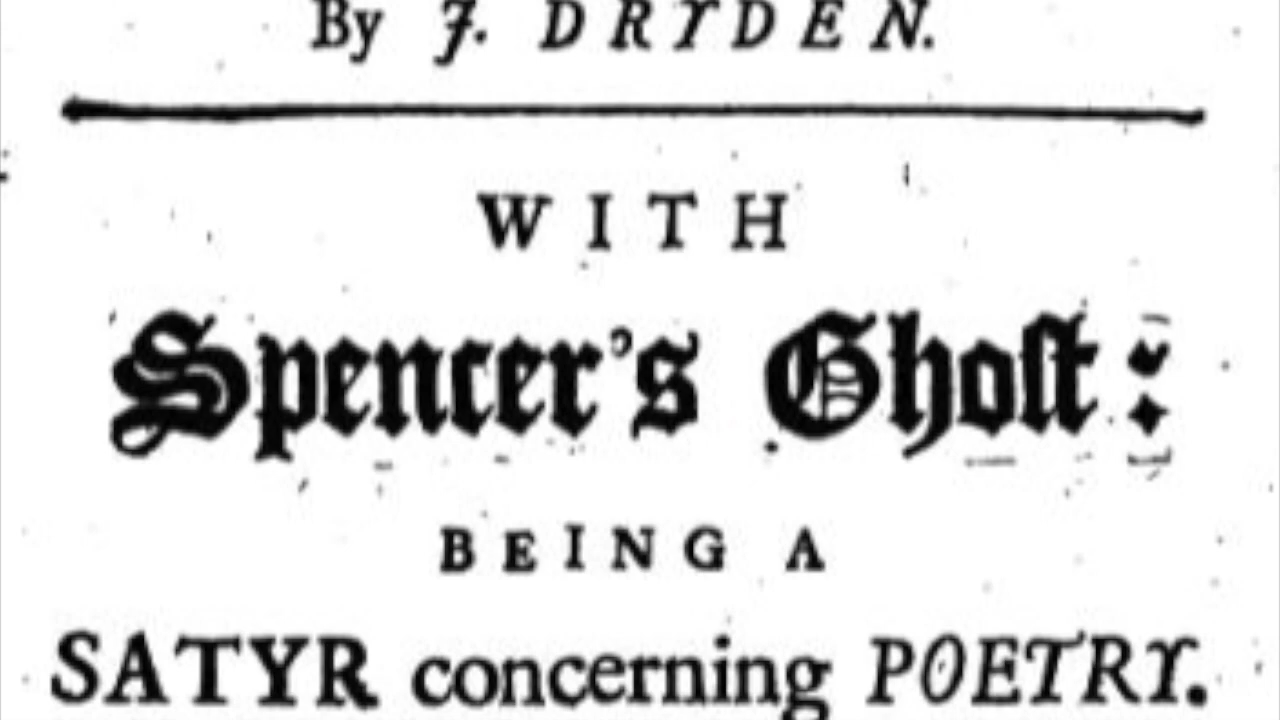 By J. DRYDEN.
WITH
Spencer's Ghoſt:
BEING A
SATYR concerning POETRY.